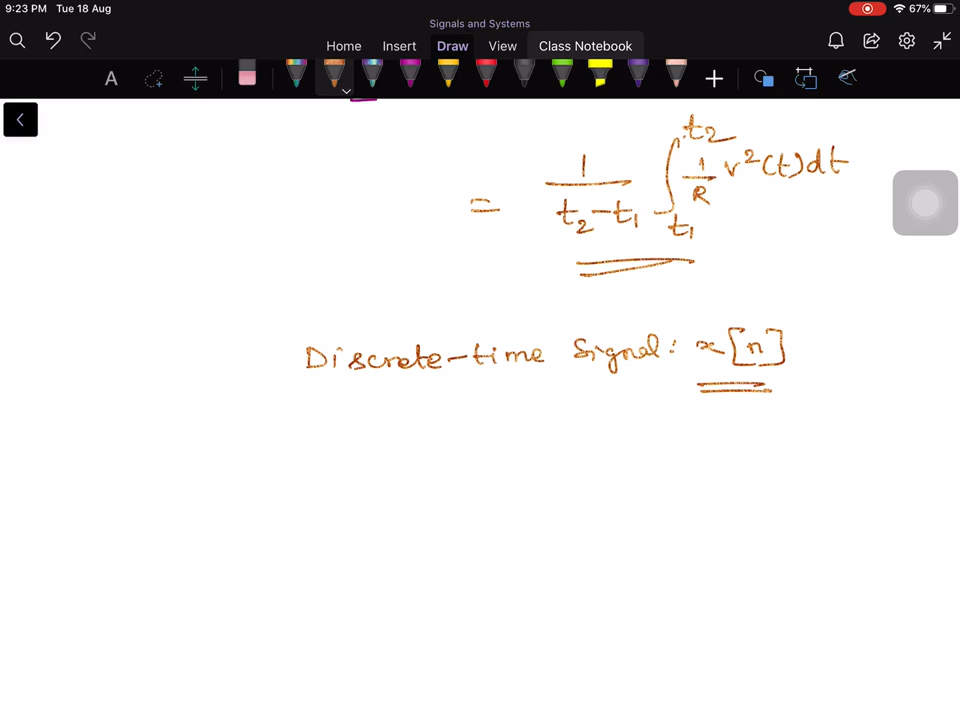 9:23 PM Tue 18 Aug 67%
Signals and Systems
Home Insert Draw View Class Notebook
A
= 1/(t₂-t₁) ∫_{t₁}^{t₂} 1/R v²(t)dt
Discrete-time Signal: x[n]